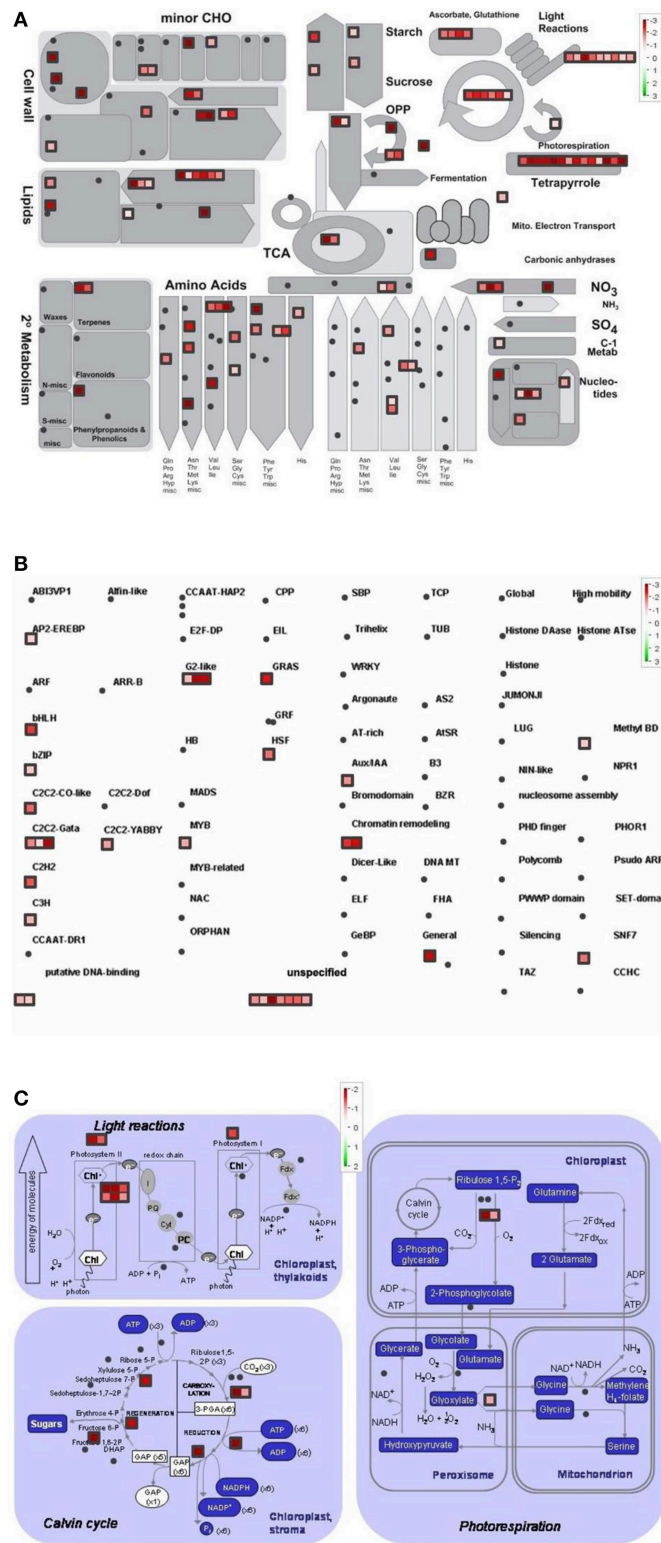 A
minor CHO
Cell wall
Lipids
2° Metabolism
Starch
Sucrose
OPP
Ascorbate, Glutathione
Light
Reactions
-3
-2
-1
0
1
2
3
Photorespiration
Tetrapyrrole
Fermentation
Mito. Electron Transport
TCA
Carbonic anhydrases
Amino Acids
NO3
NH3
SO4
C-1
Metab
Nucleo-
tides
Waxes
Terpenes
Flavonoids
N-misc
S-misc
misc
Phenylpropanoids &
Phenolics
Gln
Pro
Arg
Hyp
misc
Asn
Thr
Met
Lys
misc
Val
Leu
Ile
Ser
Gly
Cys
misc
Phe
Tyr
Trp
misc
His
Gln
Pro
Arg
Hyp
misc
Asn
Thr
Met
Lys
misc
Val
Leu
Ile
Ser
Gly
Cys
misc
Phe
Tyr
Trp
misc
His
B
-3
-2
-1
0
1
2
3
ABI3VP1 Alfin-like CCAAT-HAP2 CPP SBP TCP Global High mobility
AP2-EREBP E2F-DP EIL Trihelix TUB Histone DAase Histone ATse
G2-like GRAS WRKY Histone
ARF ARR-B Argonaute AS2 JUMONJI
bHLH GRF LUG Methyl BD
HB HSF AT-rich AtSR
bZIP Aux/IAA B3 NIN-like NPR1
C2C2-CO-like C2C2-Dof MADS Bromodomain BZR nucleosome assembly
C2C2-Gata C2C2-YABBY MYB Chromatin remodeling PHD finger PHOR1
C2H2 MYB-related Dicer-Like DNA MT Polycomb Psudo ARR
C3H NAC ELF FHA PWWP domain SET-doma
CCAAT-DR1 ORPHAN GeBP General Silencing SNF7
putative DNA-binding unspecified TAZ CCHC
C
-2
-1
0
1
2
Light reactions
energy of molecules
Photosystem II
redox chain
Photosystem I
Chl*
Chl*
I
PQ
Cyt
PC
Fdx
Fdx'
NADP+
+ H+ H+
NADPH
H+
H2O
O2
H+ H+
ADP + Pi
ATP
Chl
Chl
photon
photon
Chloroplast,
thylakoids
ATP (x3) ADP (x3)
Ribulose 1,5-
2P (x3)
CO2 (x3)
Ribose 5-P
Xylulose 5-P
Sedoheptulose 7-P
Sedoheptulose-1,7-2P
CARBOXY-
LATION
Erythrose 4-P
REGENERATION
3-PGA (x6)
Sugars
Fructose 6-P
Fructose 1,6-2P
DHAP
REDUCTION
ATP (x6)
GAP (x5)
GAP
(x6)
ADP (x6)
GAP
(x1)
NADPH (x6)
NADP+ (x6)
Pi (x6)
Calvin cycle
Chloroplast,
stroma
Chloroplast
Ribulose 1,5-P2
Glutamine
Calvin
cycle
CO2
O2
2Fdx red
2Fdx ox
3-Phospho-
glycerate
2 Glutamate
ADP
ATP
2-Phosphoglycolate
ADP
ATP
Glycerate
Glycolate
O2
H2O2
Glutamate
Glyoxylate
H2O + ½O2
NAD+
NADH
NAD+ NADH
NH3
CO2
Glycine
Methylene
H4-folate
Glycine
NH3
Hydroxypyruvate
Serine
Peroxisome
Mitochondrion
Photorespiration